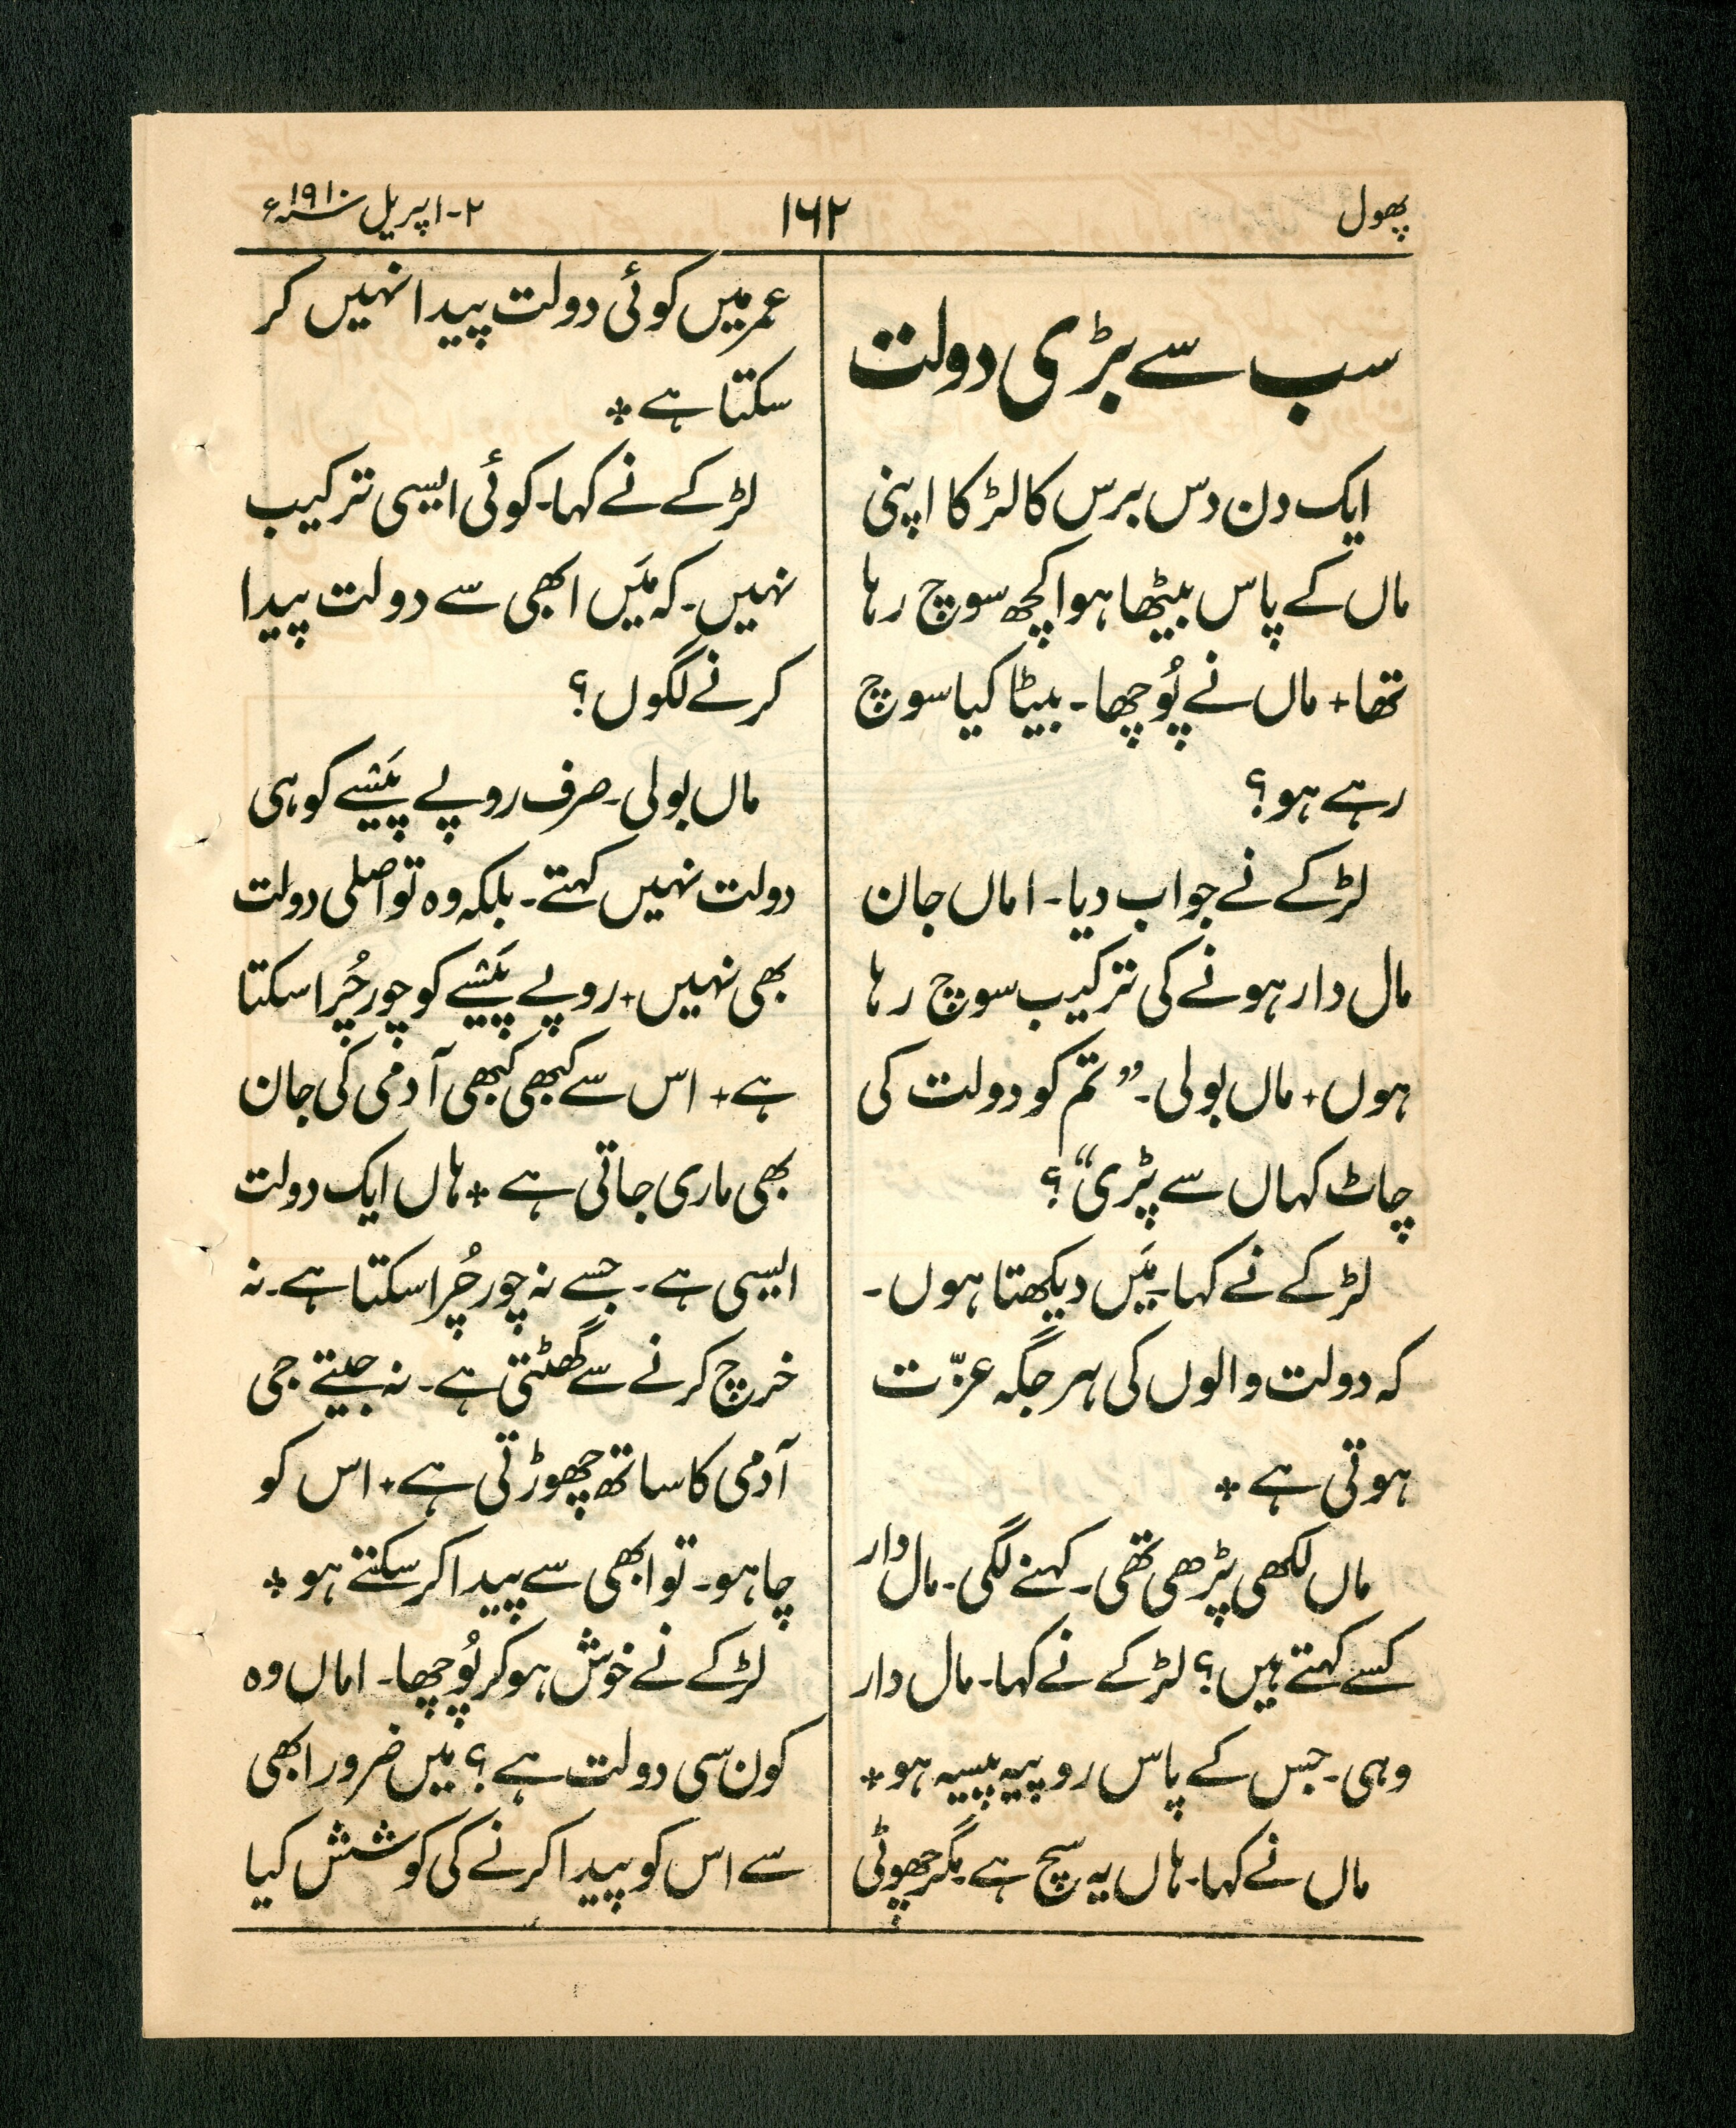 پھول
۱۶۲
۲-اپریل سنہ ۱۹۱۰ء
سب سے بڑی دولت
ایک دن دس برس کا لڑکا اپنی
ماں کے پاس بیٹھا ہوا کچھ سوچ رہا
تھا+ ماں نے پُوچھا۔ بیٹا کیا سوچ
رہے ہو؟
لڑکے نے جواب دیا۔ اماں جان
مال دار ہونے کی ترکیب سوچ رہا
ہوں+ ماں بولی۔ "تم کو دولت کی
چاٹ کہاں سے پڑی"؟
لڑکے نے کہا۔ مَیں دیکھتا ہوں۔
کہ دولت والوں کی ہر جگہ عزّت
ہوتی ہے +
ماں لکھی پڑھی تھی۔ کہنے لگی۔ مال دار
کسے کہتے ہیں؟ لڑکے نے کہا۔ مال دار
وہی۔ جس کے پاس روپیہ پیسہ ہو+
ماں نے کہا۔ ہاں یہ سچ ہے۔ مگر چھوٹی
عمر میں کوئی دولت پیدا نہیں کر
سکتا ہے +
لڑکے نے کہا۔ کوئی ایسی ترکیب
نہیں۔ کہ مَیں ابھی سے دولت پیدا
کرنے لگوں؟
ماں بولی۔ صرف روپے پَیسے کو ہی
دولت نہیں کہتے۔ بلکہ وہ تو اصلی دولت
بھی نہیں+ روپے پَیسے کو چور چُرا سکتا
ہے+ اس سے کبھی کبھی آدمی کی جان
بھی ماری جاتی ہے + ہاں ایک دولت
ایسی ہے۔ جسے نہ چور چُرا سکتا ہے۔ نہ
خرچ کرنے سے گھٹتی ہے۔ نہ جیتے جی
آدمی کا ساتھ چھوڑتی ہے+ اس کو
چاہو۔ تو ابھی سے پیدا کر سکتے ہو +
لڑکے نے خوش ہو کر پُوچھا۔ اماں وہ
کون سی دولت ہے؟ مَیں ضرور ابھی
سے اس کو پیدا کرنے کی کوشش کیا